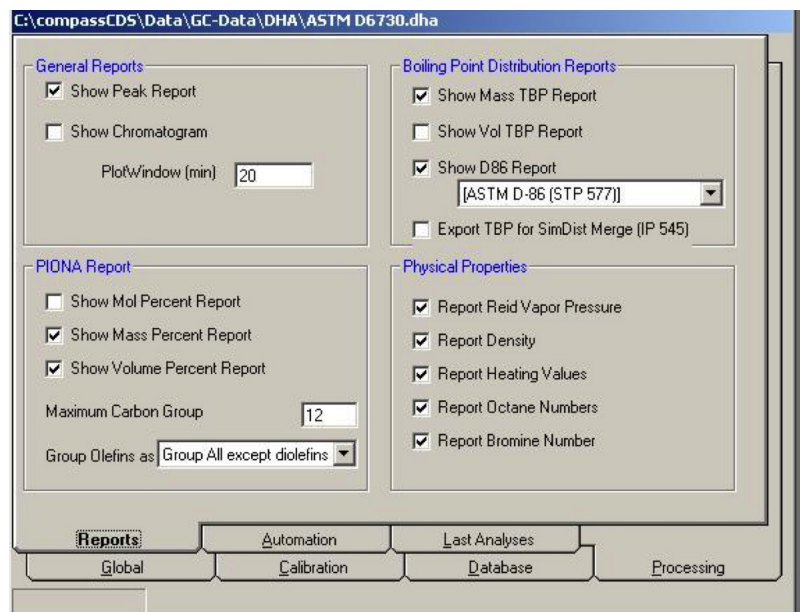 C:\compassCDS\Data\GC-Data\DHA\ASTM D6730.dha
General Reports
Show Peak Report
Show Chromatogram
PlotWindow (min) 20
Boiling Point Distribution Reports
Show Mass TBP Report
Show Vol TBP Report
Show D86 Report
[ASTM D-86 (STP 577)]
Export TBP for SimDist Merge (IP 545)
PIONA Report
Show Mol Percent Report
Show Mass Percent Report
Show Volume Percent Report
Maximum Carbon Group 12
Group Olefins as Group All except diolefins
Physical Properties
Report Reid Vapor Pressure
Report Density
Report Heating Values
Report Octane Numbers
Report Bromine Number
Reports Automation Last Analyses
Global Calibration Database Processing